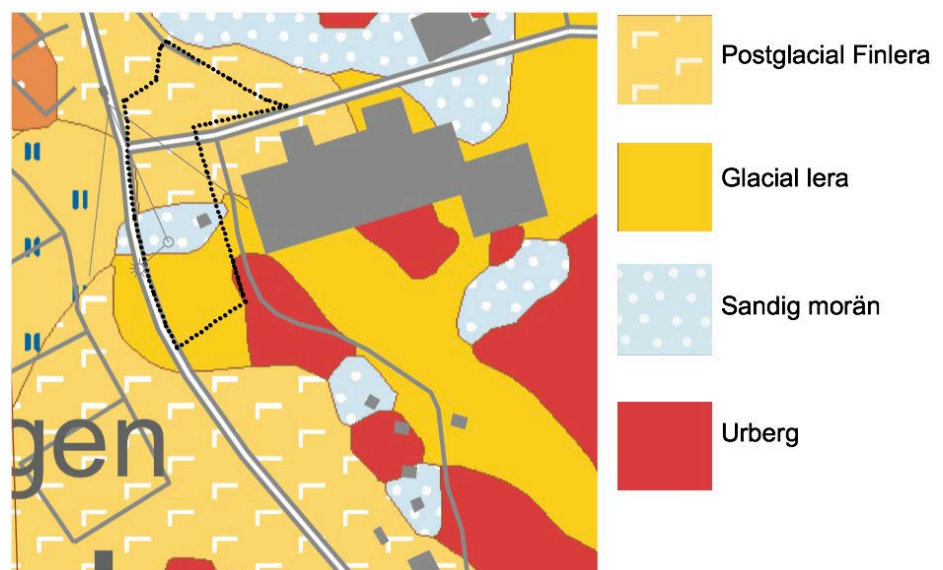 Postglacial Finlera
Glacial lera
Sandig morän
Urberg
gen